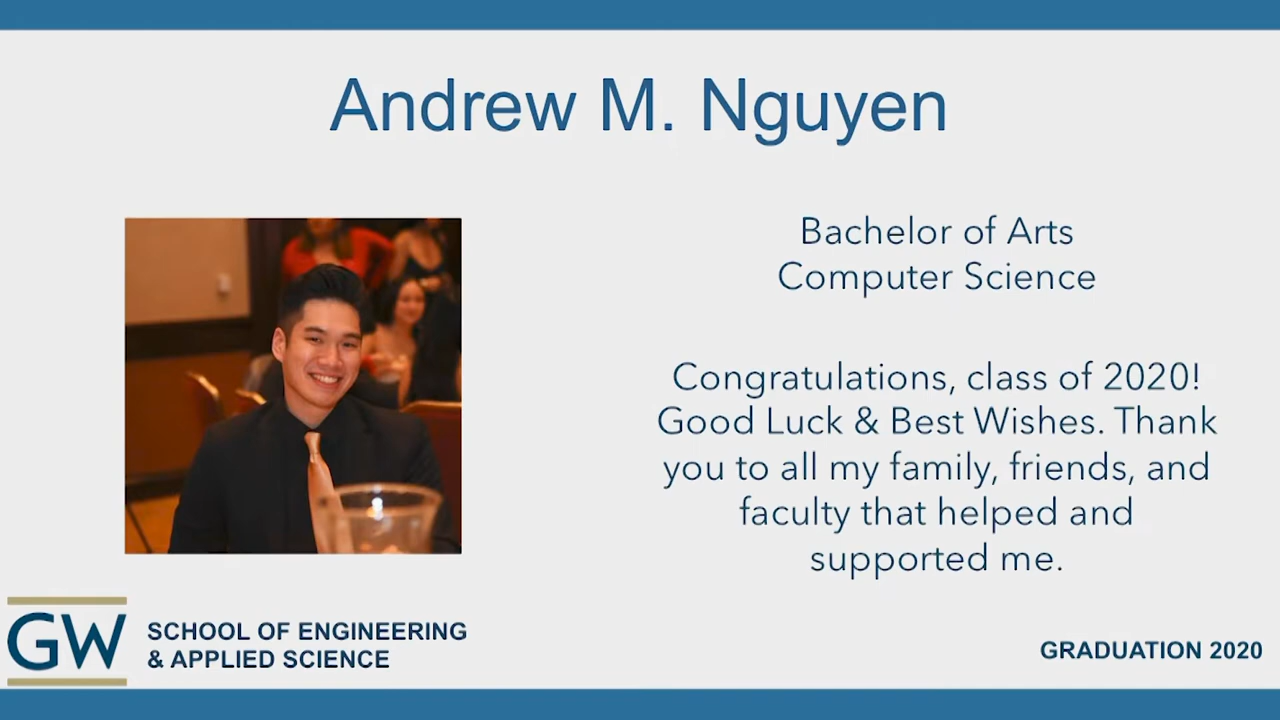 Andrew M. Nguyen
Bachelor of Arts
Computer Science
Congratulations, class of 2020!
Good Luck & Best Wishes. Thank
you to all my family, friends, and
faculty that helped and
supported me.
GW
SCHOOL OF ENGINEERING
& APPLIED SCIENCE
GRADUATION 2020